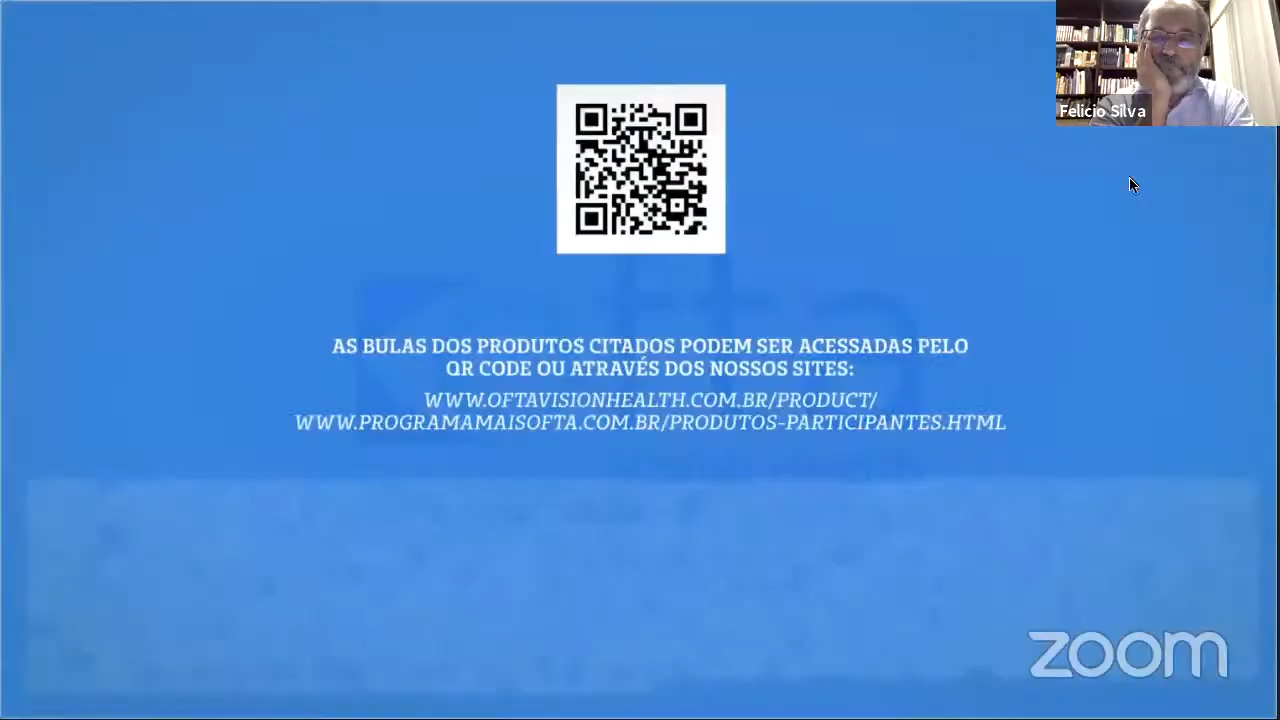 Felicio Silva
AS BULAS DOS PRODUTOS CITADOS PODEM SER ACESSADAS PELO
QR CODE OU ATRAVÉS DOS NOSSOS SITES:
WWW.OFTAVISIONHEALTH.COM.BR/PRODUCT/
WWW.PROGRAMAMAISOFTA.COM.BR/PRODUTOS-PARTICIPANTES.HTML
zoom